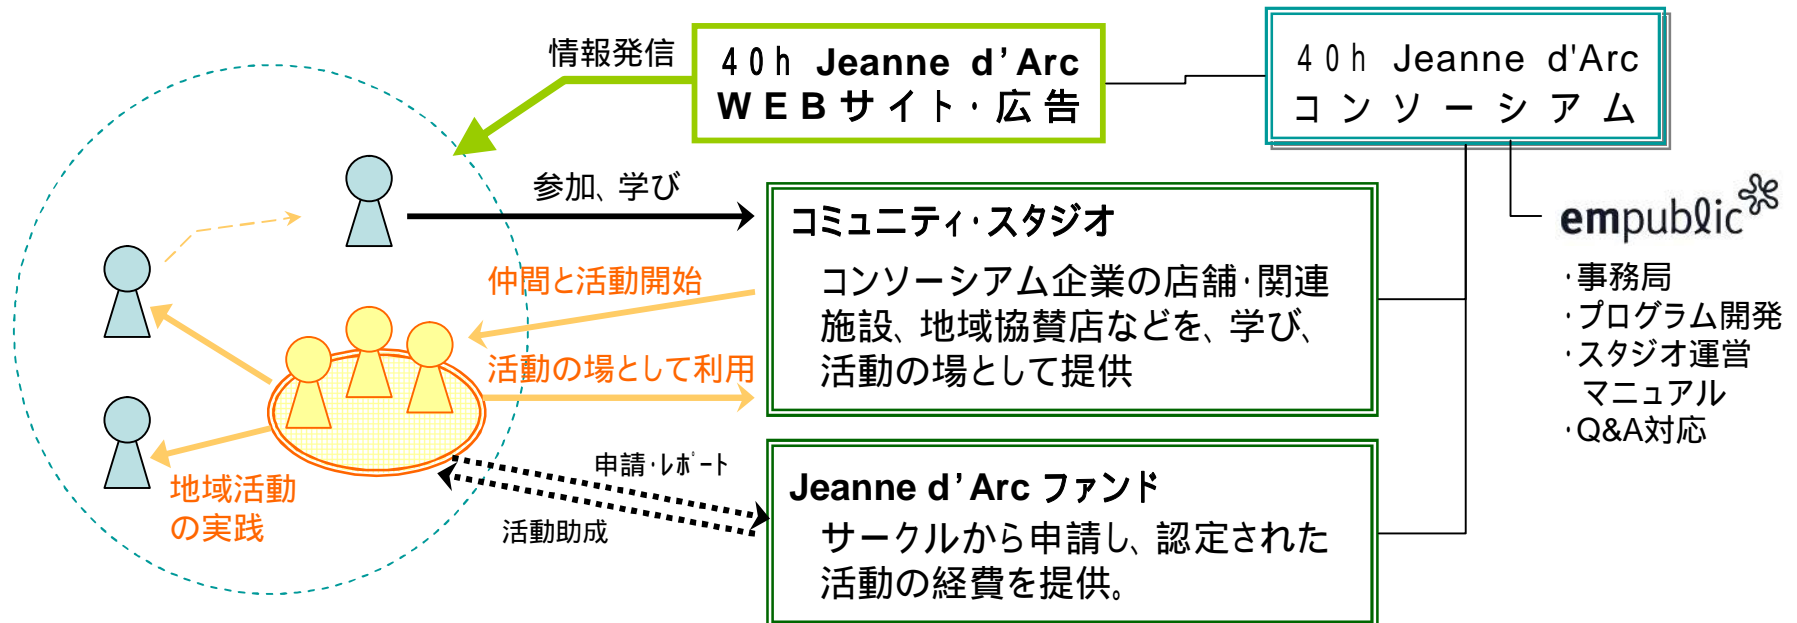 情報発信
40h Jeanne d’Arc
WEBサイト・広告
40h Jeanne d'Arc
コンソーシアム
参加、学び
コミュニティ・スタジオ
コンソーシアム企業の店舗・関連
施設、地域協賛店などを、学び、
活動の場として提供
仲間と活動開始
活動の場として利用
empublic
・事務局
・プログラム開発
・スタジオ運営
マニュアル
・Q&A対応
地域活動
の実践
申請・レポート
活動助成
Jeanne d’Arc ファンド
サークルから申請し、認定された
活動の経費を提供。